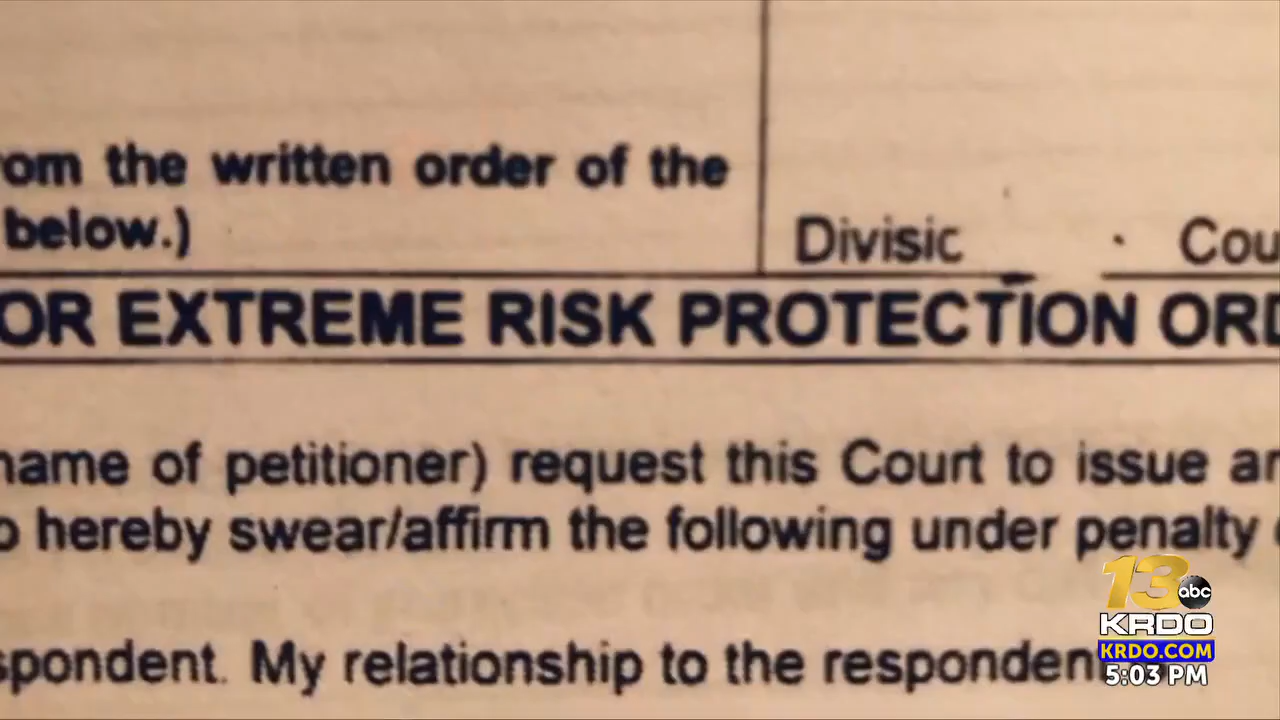 rom the written order of the
below.)
Divisic Cou
OR EXTREME RISK PROTECTION ORD
name of petitioner) request this Court to issue an
o hereby swear/affirm the following under penalty
spondent. My relationship to the respondent
13 abc
KRDO
KRDO.COM
5:03 PM